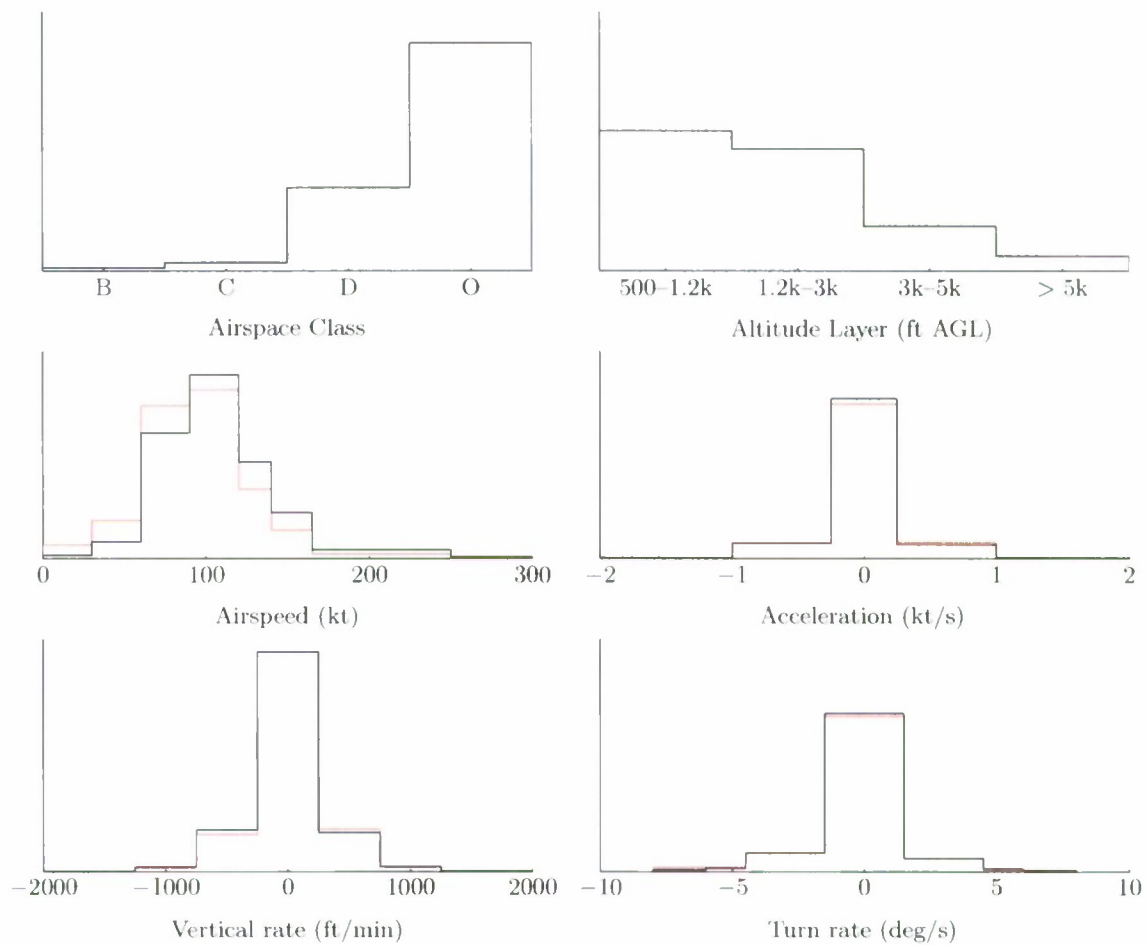 B C D O
Airspace Class
500–1.2k 1.2k–3k 3k–5k > 5k
Altitude Layer (ft AGL)
0 100 200 300
Airspeed (kt)
−2 −1 0 1 2
Acceleration (kt/s)
−2000 −1000 0 1000 2000
Vertical rate (ft/min)
−10 −5 0 5 10
Turn rate (deg/s)